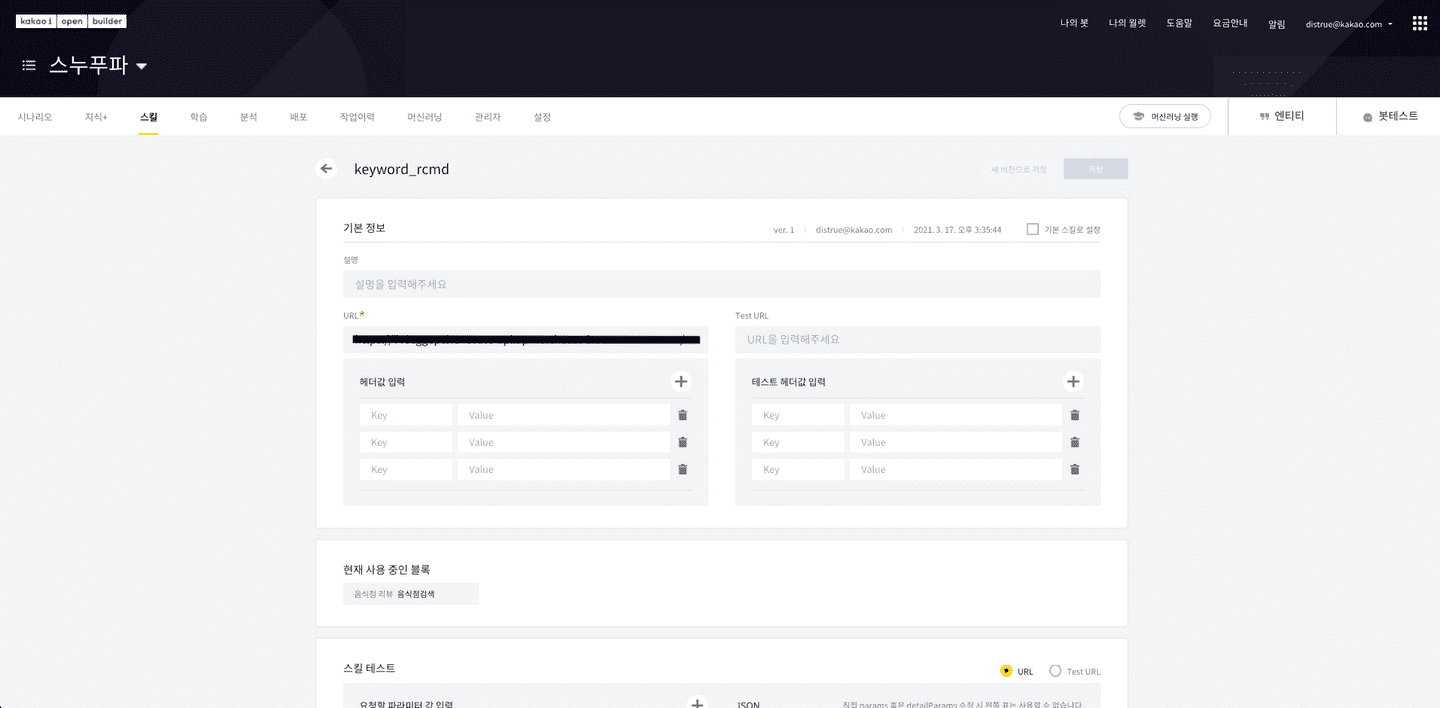 kakao i open builder
나의 봇 나의 월렛 도움말 요금안내 알림 distrue@kakao.com
스누푸파
시나리오 지식+ 스킬 학습 분석 배포 작업이력 머신러닝 관리자 설정 머신러닝 실행 엔티티 봇테스트
keyword_rcmd 새 버전으로 저장 저장
기본 정보 ver. 1 distrue@kakao.com 2021. 3. 17. 오후 3:35:44 기본 스킬로 설정
설명
설명을 입력해주세요
URL* Test URL
URL을 입력해주세요
헤더값 입력 테스트 헤더값 입력
Key Value Key Value
Key Value Key Value
Key Value Key Value
현재 사용 중인 블록
음식점 리뷰 음식점검색
스킬 테스트 URL Test URL
요청할 파라미터 값 입력 JSON 직접 params 혹은 detailParams 수정 시 왼쪽 표는 사용할 수 없습니다